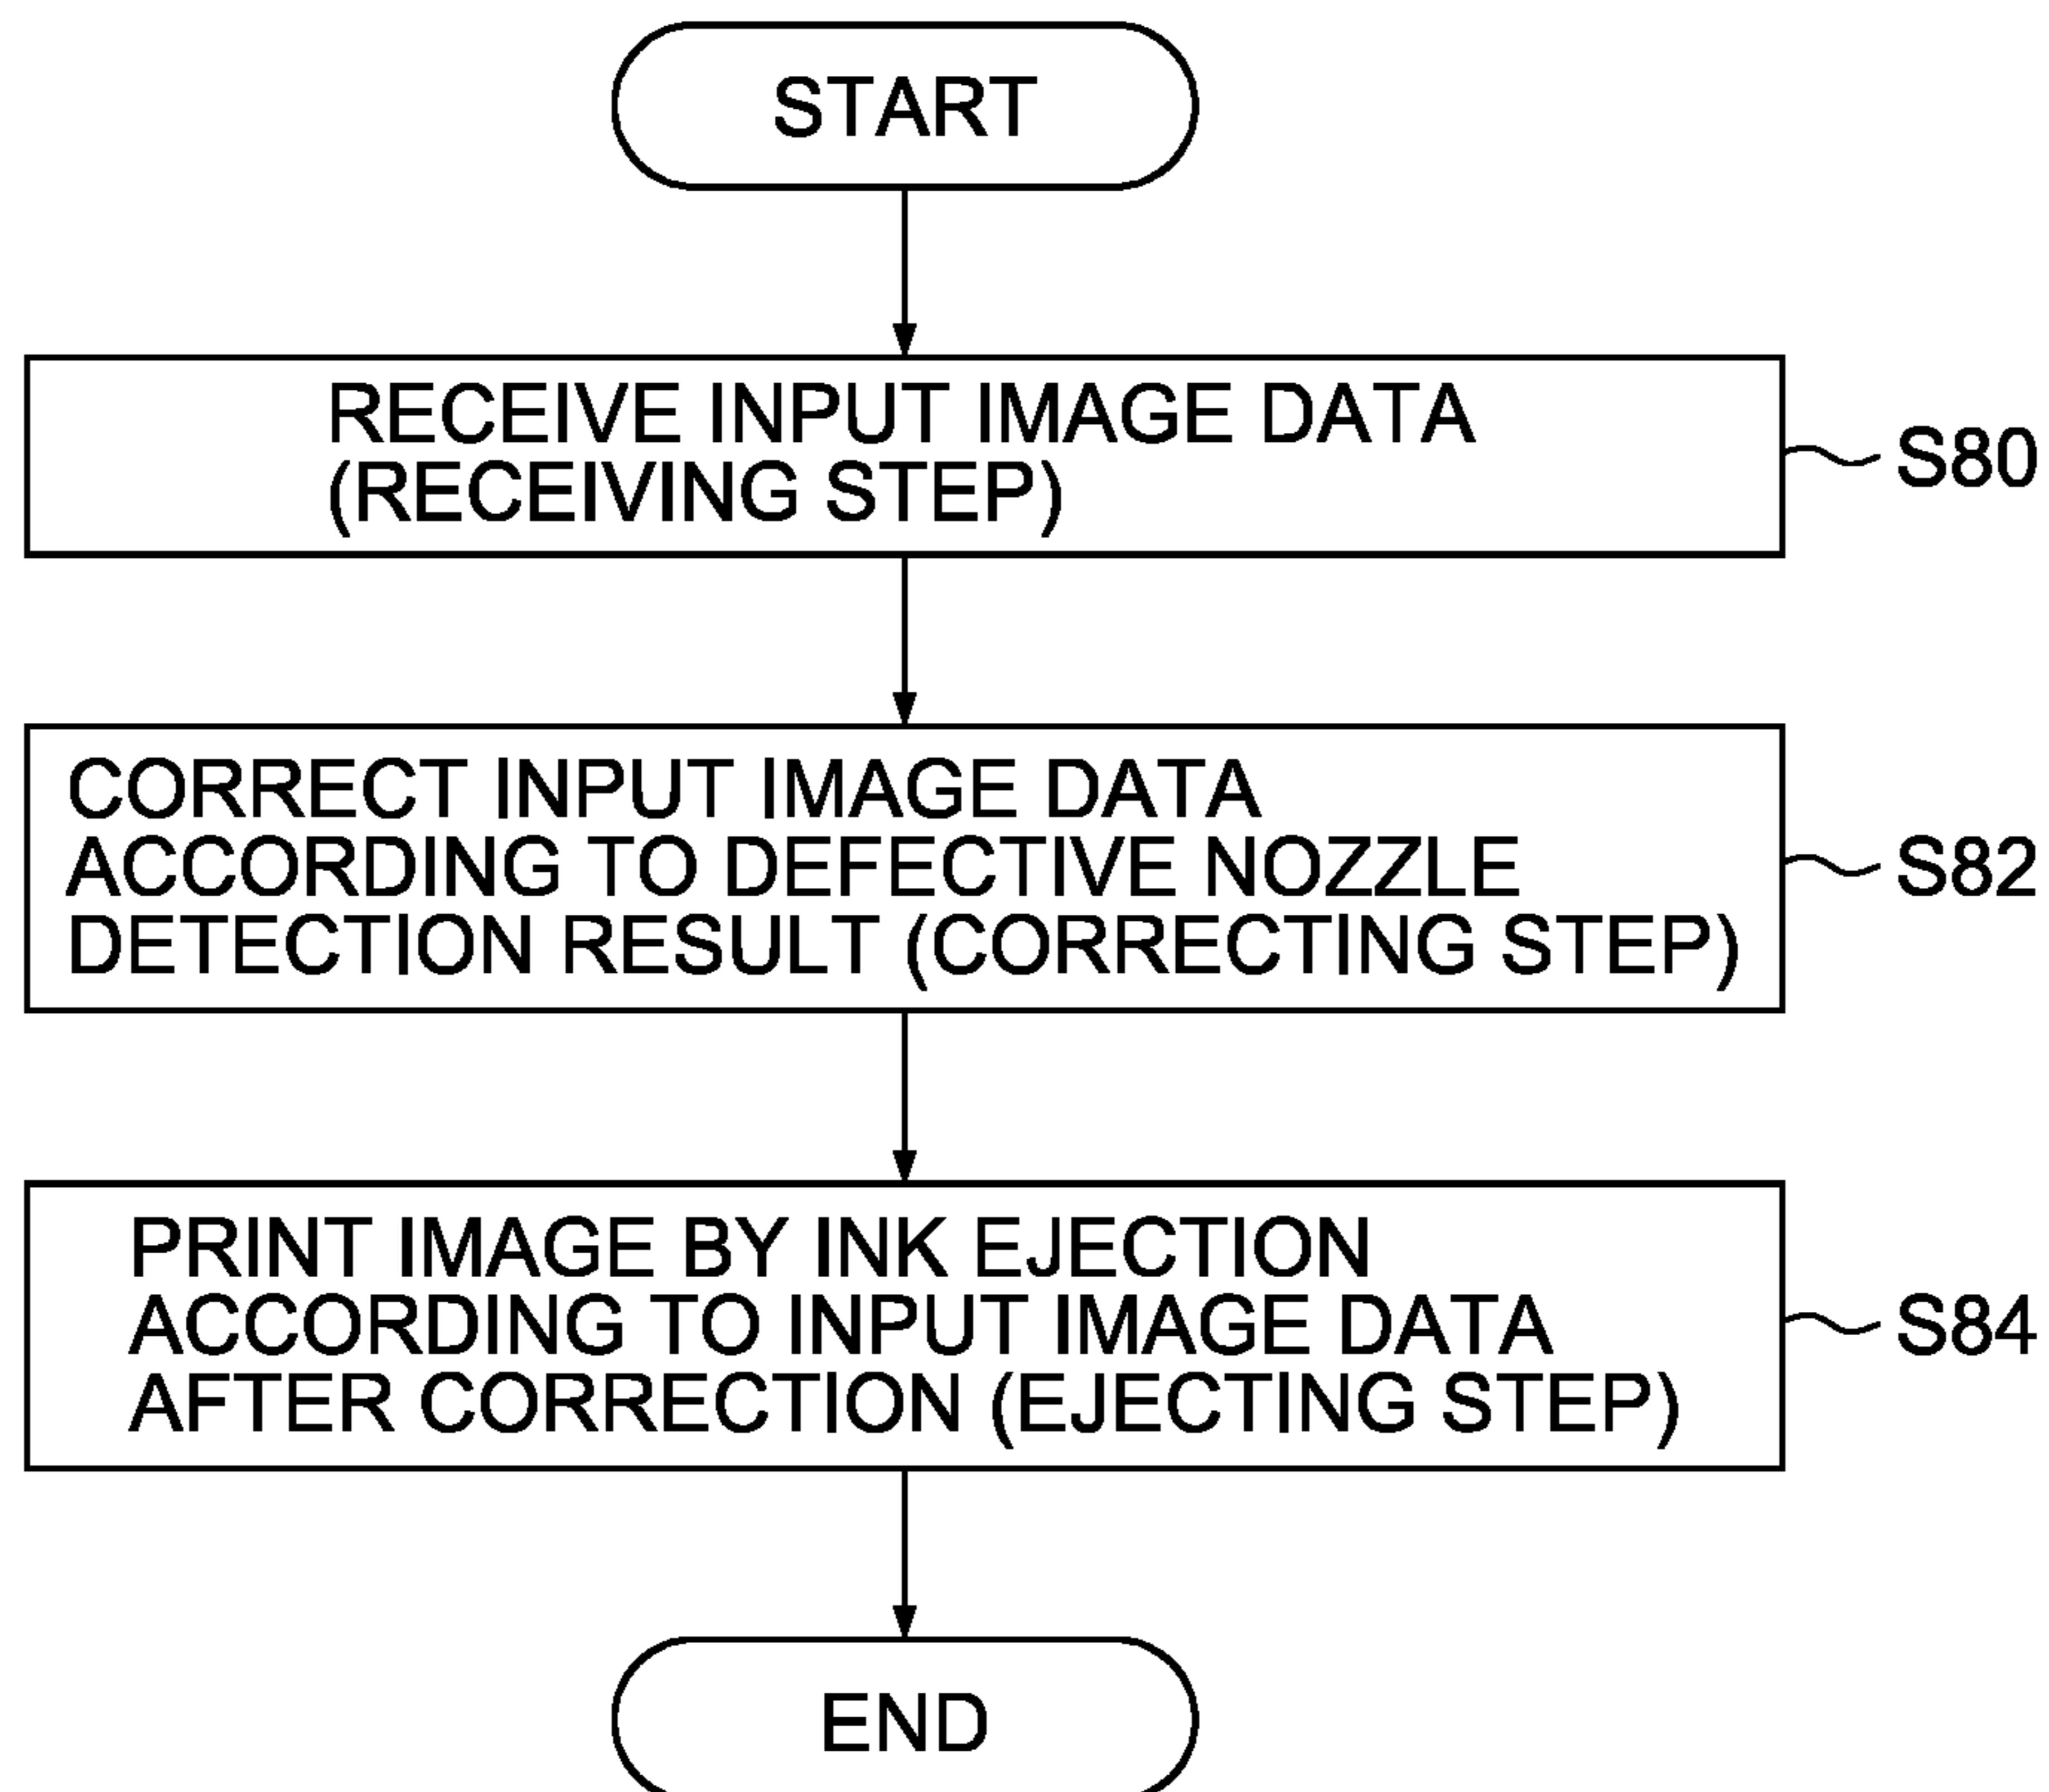 START
RECEIVE INPUT IMAGE DATA
(RECEIVING STEP)
S80
CORRECT INPUT IMAGE DATA
ACCORDING TO DEFECTIVE NOZZLE
DETECTION RESULT (CORRECTING STEP)
S82
PRINT IMAGE BY INK EJECTION
ACCORDING TO INPUT IMAGE DATA
AFTER CORRECTION (EJECTING STEP)
S84
END